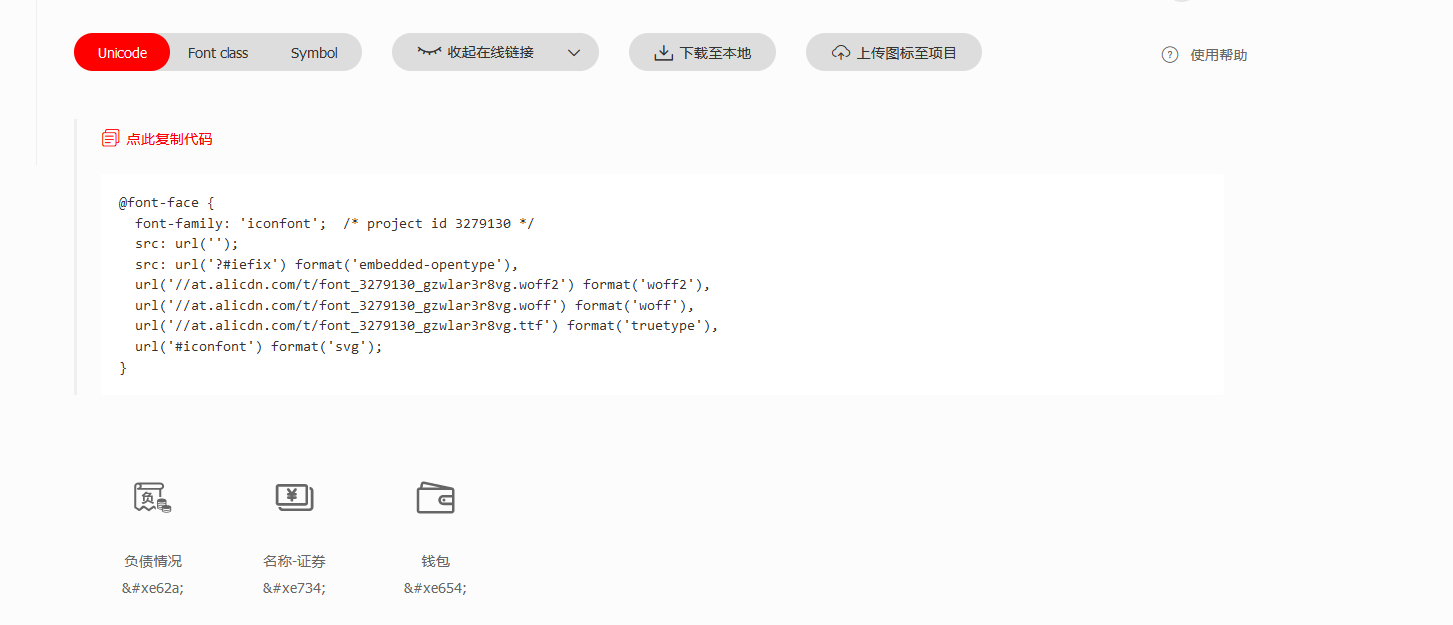 Unicode Font class Symbol 收起在线链接 下载至本地 上传图标至项目 使用帮助
点此复制代码
@font-face {
  font-family: 'iconfont';  /* project id 3279130 */
  src: url('');
  src: url('?#iefix') format('embedded-opentype'),
  url('//at.alicdn.com/t/font_3279130_gzwlar3r8vg.woff2') format('woff2'),
  url('//at.alicdn.com/t/font_3279130_gzwlar3r8vg.woff') format('woff'),
  url('//at.alicdn.com/t/font_3279130_gzwlar3r8vg.ttf') format('truetype'),
  url('#iconfont') format('svg');
}
负 ¥
负债情况 名称-证券 钱包
&#xe62a; &#xe734; &#xe654;